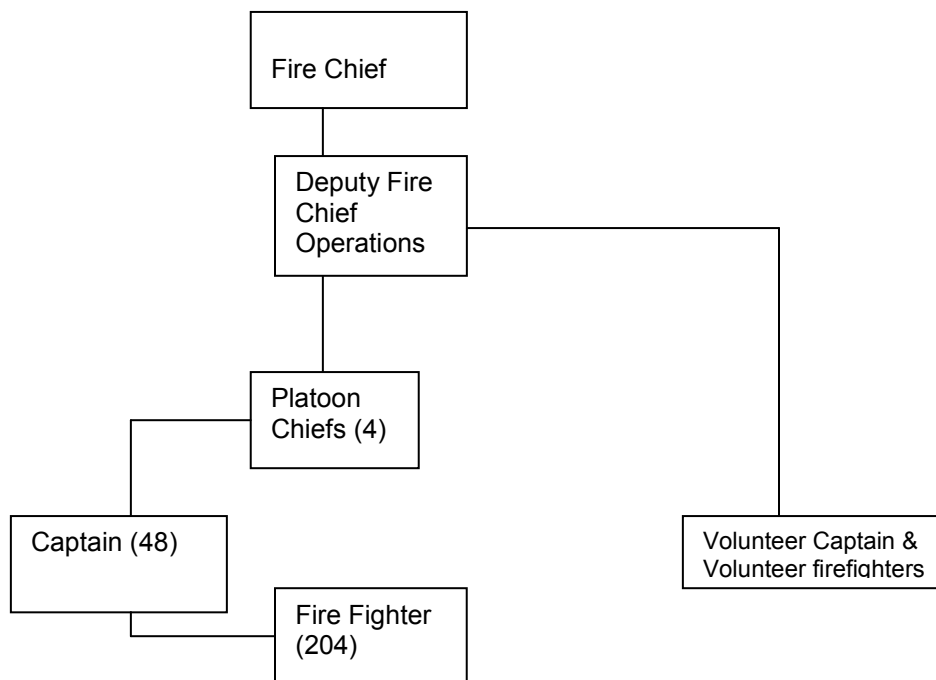 Fire Chief
Deputy Fire
Chief
Operations
Platoon
Chiefs (4)
Captain (48)
Volunteer Captain &
Volunteer firefighters
Fire Fighter
(204)